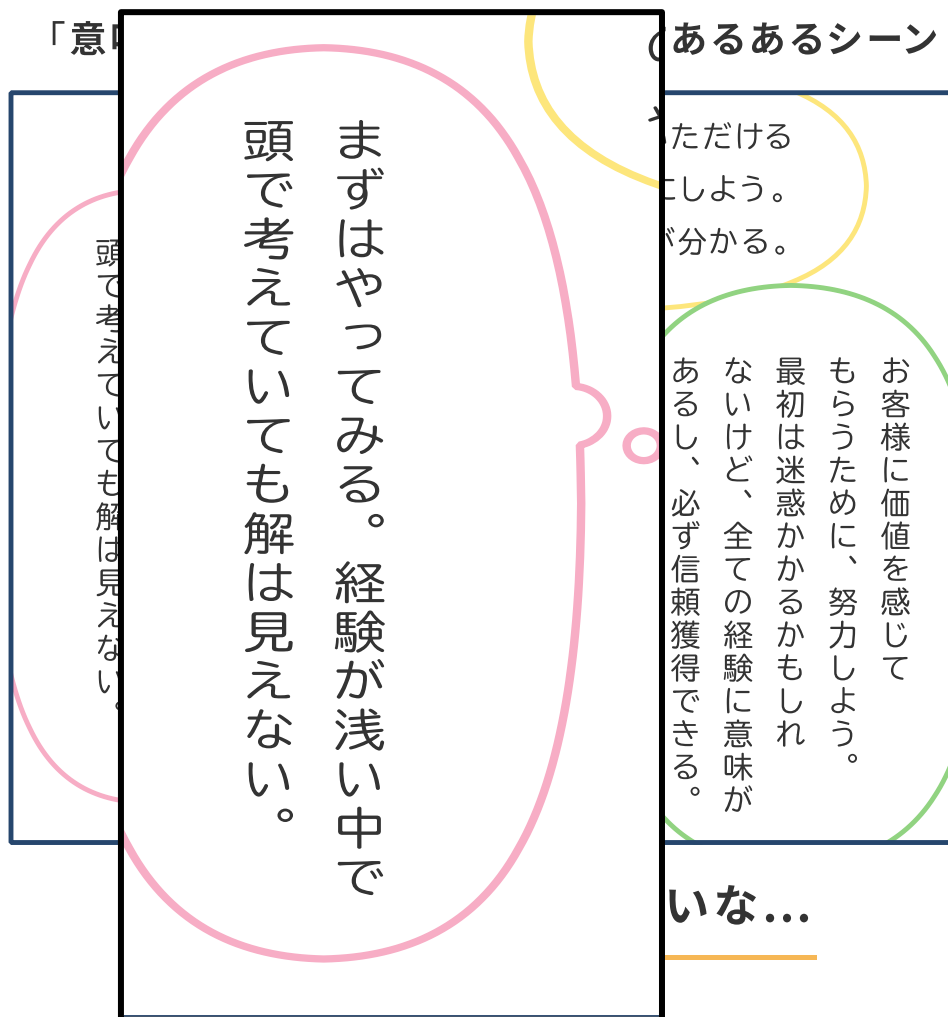 「意
あるあるシーン
まずはやってみる。経験が浅い中で
頭で考えていても解は見えない。
頭で考えていても解は見えない。
ただける
にしよう。
が分かる。
お客様に価値を感じて
もらうために、努力しよう。
最初は迷惑かかるかもしれ
ないけど、全ての経験に意味が
あるし、必ず信頼獲得できる。
いな…